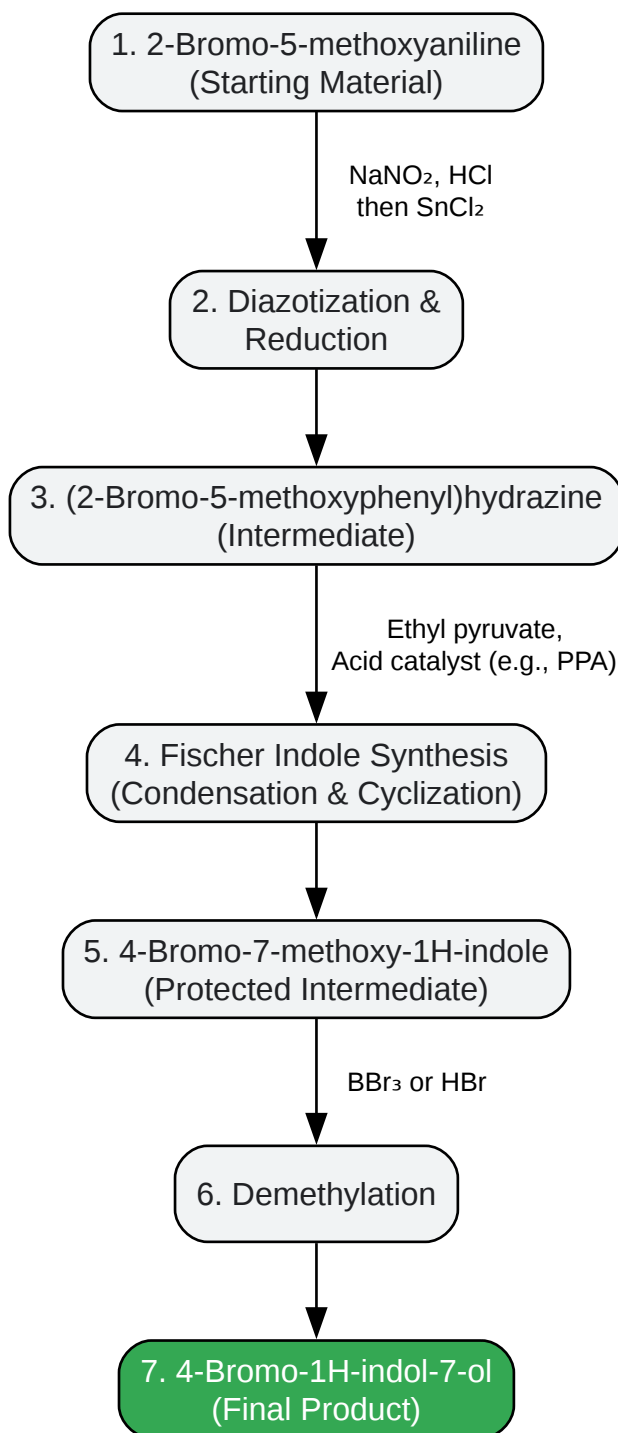 1. 2-Bromo-5-methoxyaniline
(Starting Material)
NaNO₂, HCl
then SnCl₂
2. Diazotization &
Reduction
3. (2-Bromo-5-methoxyphenyl)hydrazine
(Intermediate)
Ethyl pyruvate,
Acid catalyst (e.g., PPA)
4. Fischer Indole Synthesis
(Condensation & Cyclization)
5. 4-Bromo-7-methoxy-1H-indole
(Protected Intermediate)
BBr₃ or HBr
6. Demethylation
7. 4-Bromo-1H-indol-7-ol
(Final Product)